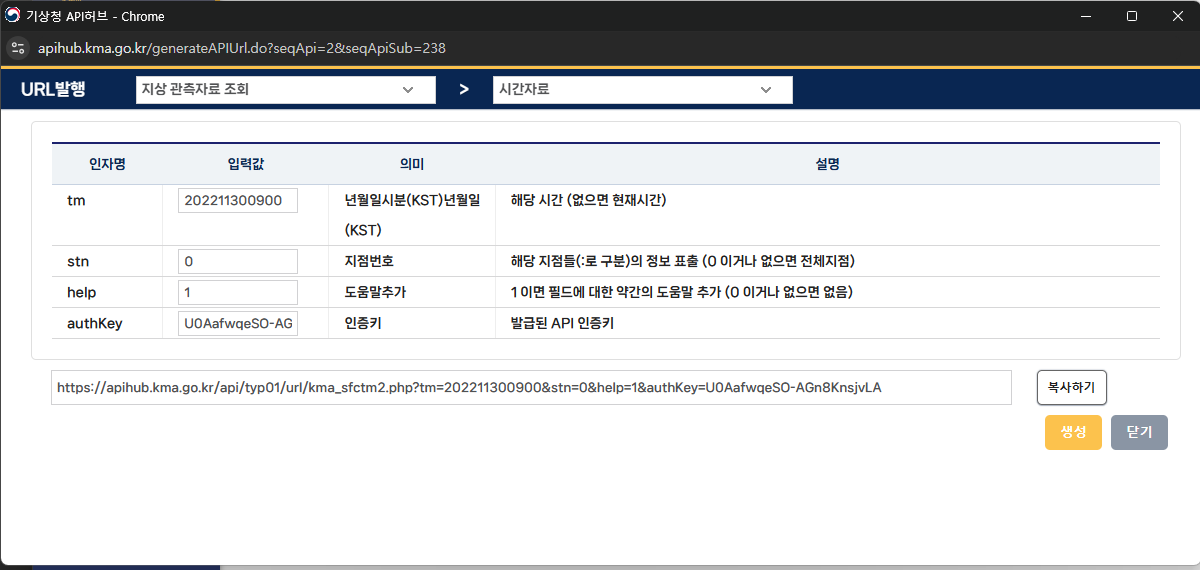 기상청 API허브 - Chrome
apihub.kma.go.kr/generateAPIUrl.do?seqApi=2&seqApiSub=238
URL발행 지상 관측자료 조회 > 시간자료
인자명 입력값 의미 설명
tm 202211300900 년월일시분(KST)년월일 해당 시간 (없으면 현재시간)
(KST)
stn 0 지점번호 해당 지점들(:로 구분)의 정보 표출 (0 이거나 없으면 전체지점)
help 1 도움말추가 1 이면 필드에 대한 약간의 도움말 추가 (0 이거나 없으면 없음)
authKey U0AafwqeSO-AG 인증키 발급된 API 인증키
https://apihub.kma.go.kr/api/typ01/url/kma_sfctm2.php?tm=202211300900&stn=0&help=1&authKey=U0AafwqeSO-AGn8KnsjvLA 복사하기
생성 닫기